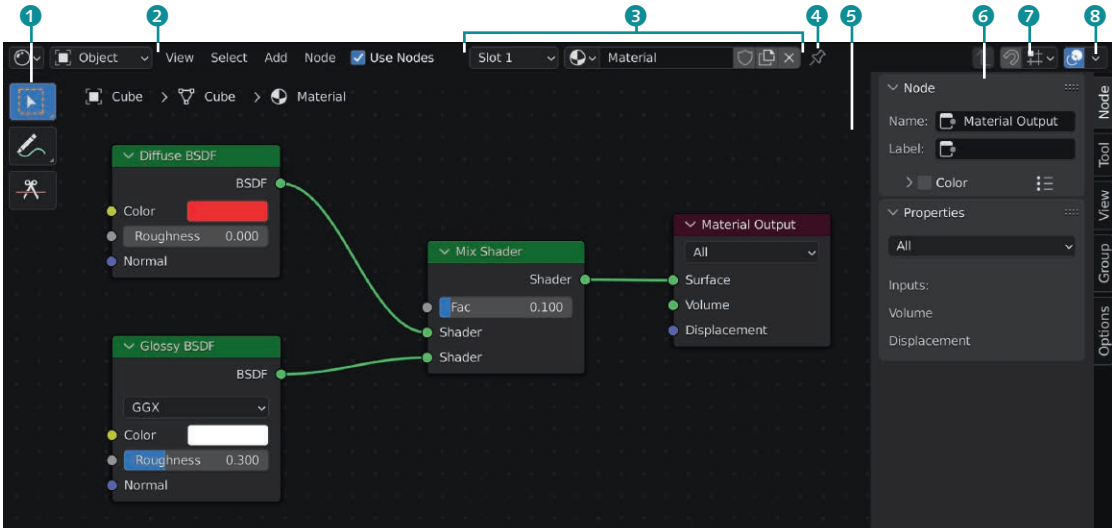 1 2 3 4 5 6 7 8
Object View Select Add Node Use Nodes Slot 1 Material
Cube > Cube > Material
Diffuse BSDF
BSDF
Color
Roughness 0.000
Normal
Glossy BSDF
BSDF
GGX
Color
Roughness 0.300
Normal
Mix Shader
Shader
Fac 0.100
Shader
Shader
Material Output
All
Surface
Volume
Displacement
Node
Name: Material Output
Label:
Color
Properties
All
Inputs:
Volume
Displacement
Node
Tool
View
Group
Options